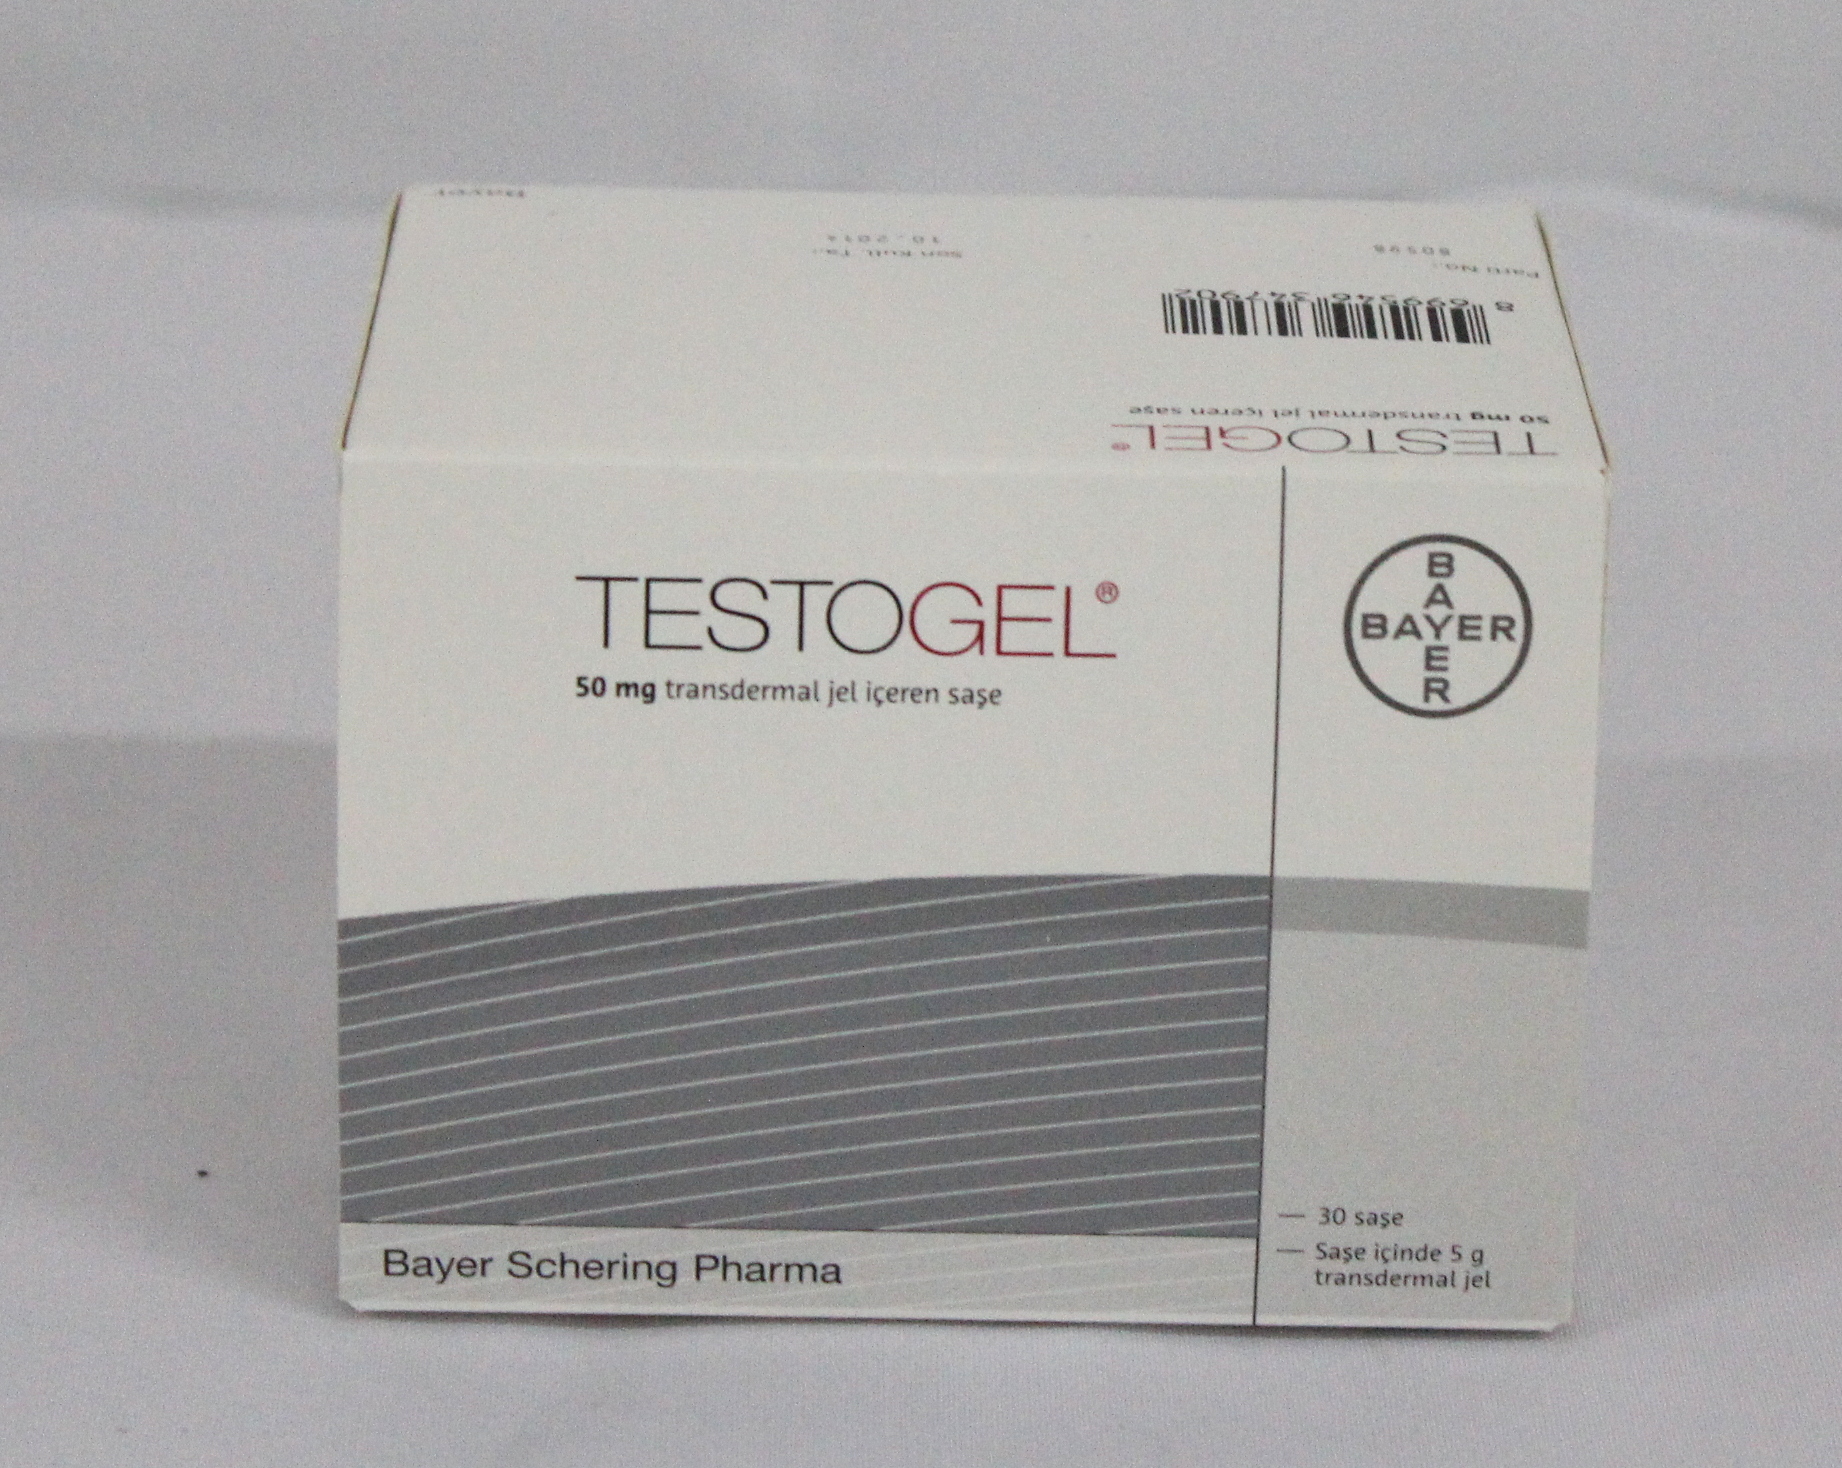 Bayer
Son Kull. Ta.:
10.2014
Parti No.:
8 699546 347902
TESTOGEL®
50 mg transdermal jel içeren saşe
TESTOGEL®
50 mg transdermal jel içeren saşe
BAYER
BAYER
Bayer Schering Pharma
— 30 saşe
— Saşe içinde 5 g
transdermal jel